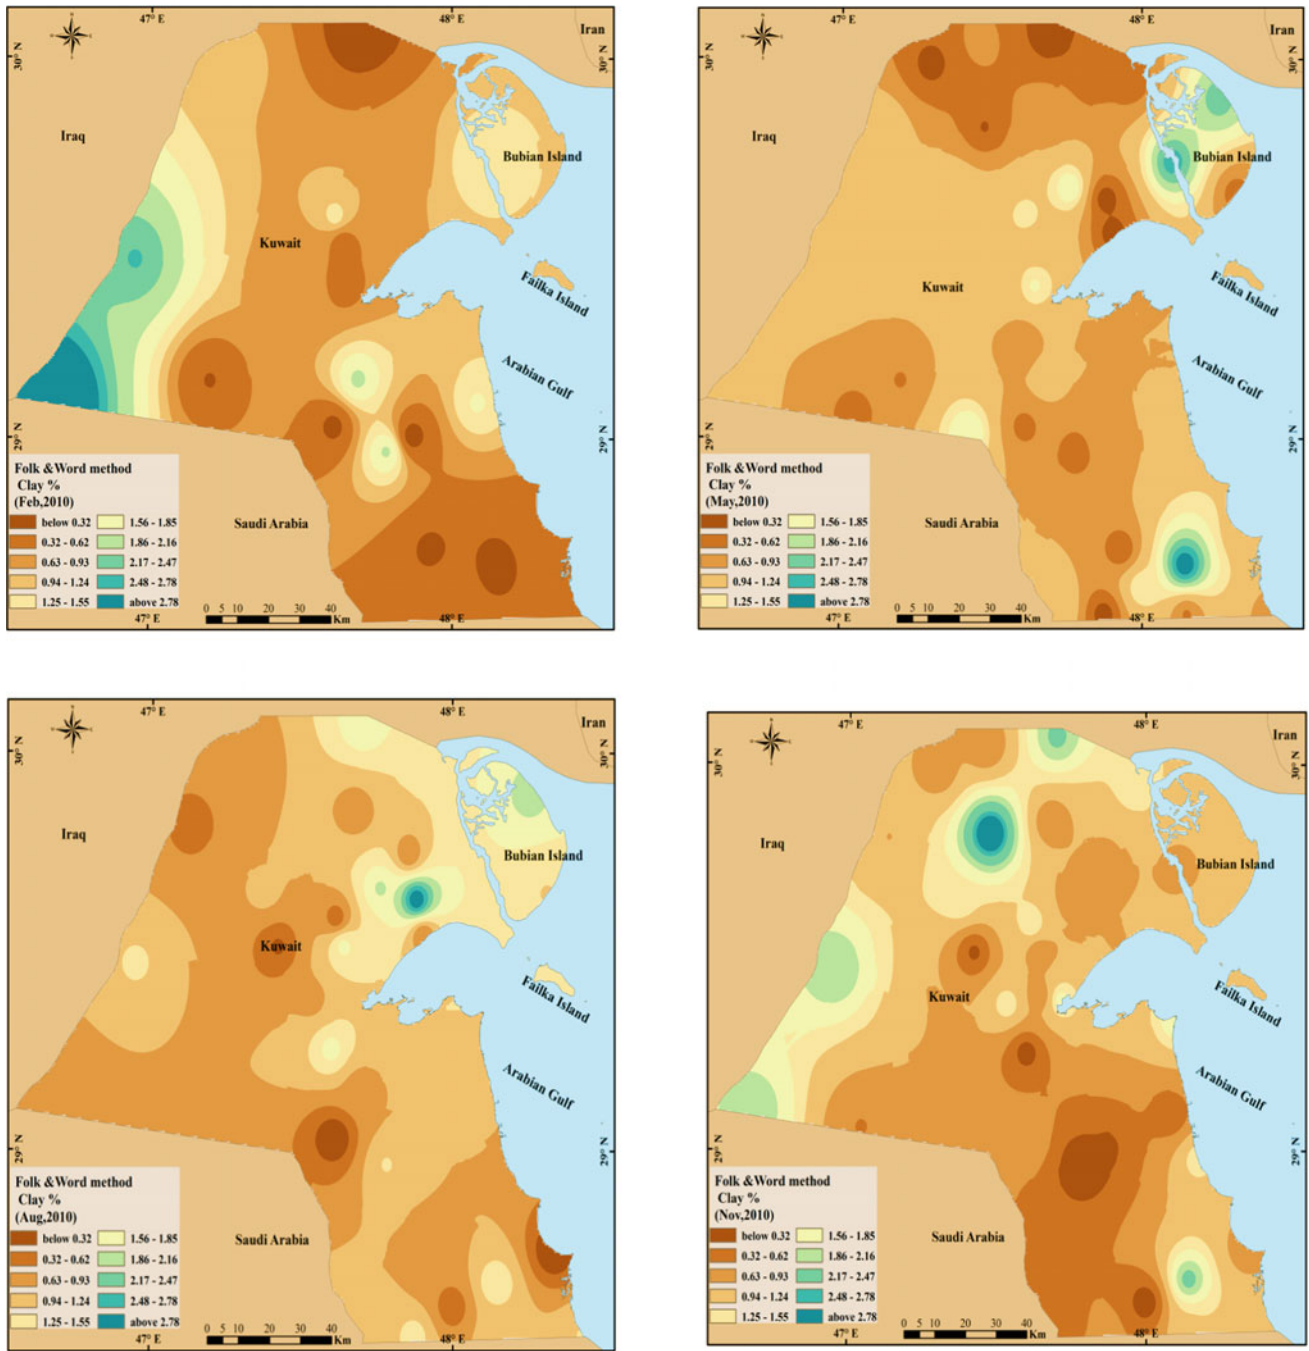 47° E
48° E
Iran
30° N
30° N
Iraq
Bubian Island
Kuwait
Failka Island
Arabian Gulf
29° N
29° N
Folk &Word method
Clay %
(Feb,2010)
below 0.32
1.56 - 1.85
0.32 - 0.62
1.86 - 2.16
0.63 - 0.93
2.17 - 2.47
0.94 - 1.24
2.48 - 2.78
1.25 - 1.55
above 2.78
Saudi Arabia
0 5 10 20 30 40
Km
47° E
48° E
47° E
48° E
Iran
30° N
30° N
Iraq
Bubian Island
Kuwait
Failka Island
Arabian Gulf
29° N
29° N
Folk &Word method
Clay %
(May,2010)
below 0.32
1.56 - 1.85
0.32 - 0.62
1.86 - 2.16
0.63 - 0.93
2.17 - 2.47
0.94 - 1.24
2.48 - 2.78
1.25 - 1.55
above 2.78
Saudi Arabia
0 5 10 20 30 40
Km
47° E
48° E
47° E
48° E
Iran
30° N
30° N
Iraq
Bubian Island
Kuwait
Failka Island
Arabian Gulf
29° N
29° N
Folk &Word method
Clay %
(Aug,2010)
below 0.32
1.56 - 1.85
0.32 - 0.62
1.86 - 2.16
0.63 - 0.93
2.17 - 2.47
0.94 - 1.24
2.48 - 2.78
1.25 - 1.55
above 2.78
Saudi Arabia
0 5 10 20 30 40
Km
47° E
48° E
47° E
48° E
Iran
30° N
30° N
Iraq
Bubian Island
Kuwait
Failka Island
Arabian Gulf
29° N
29° N
Folk &Word method
Clay %
(Nov,2010)
below 0.32
1.56 - 1.85
0.32 - 0.62
1.86 - 2.16
0.63 - 0.93
2.17 - 2.47
0.94 - 1.24
2.48 - 2.78
1.25 - 1.55
above 2.78
Saudi Arabia
0 5 10 20 30 40
Km
47° E
48° E